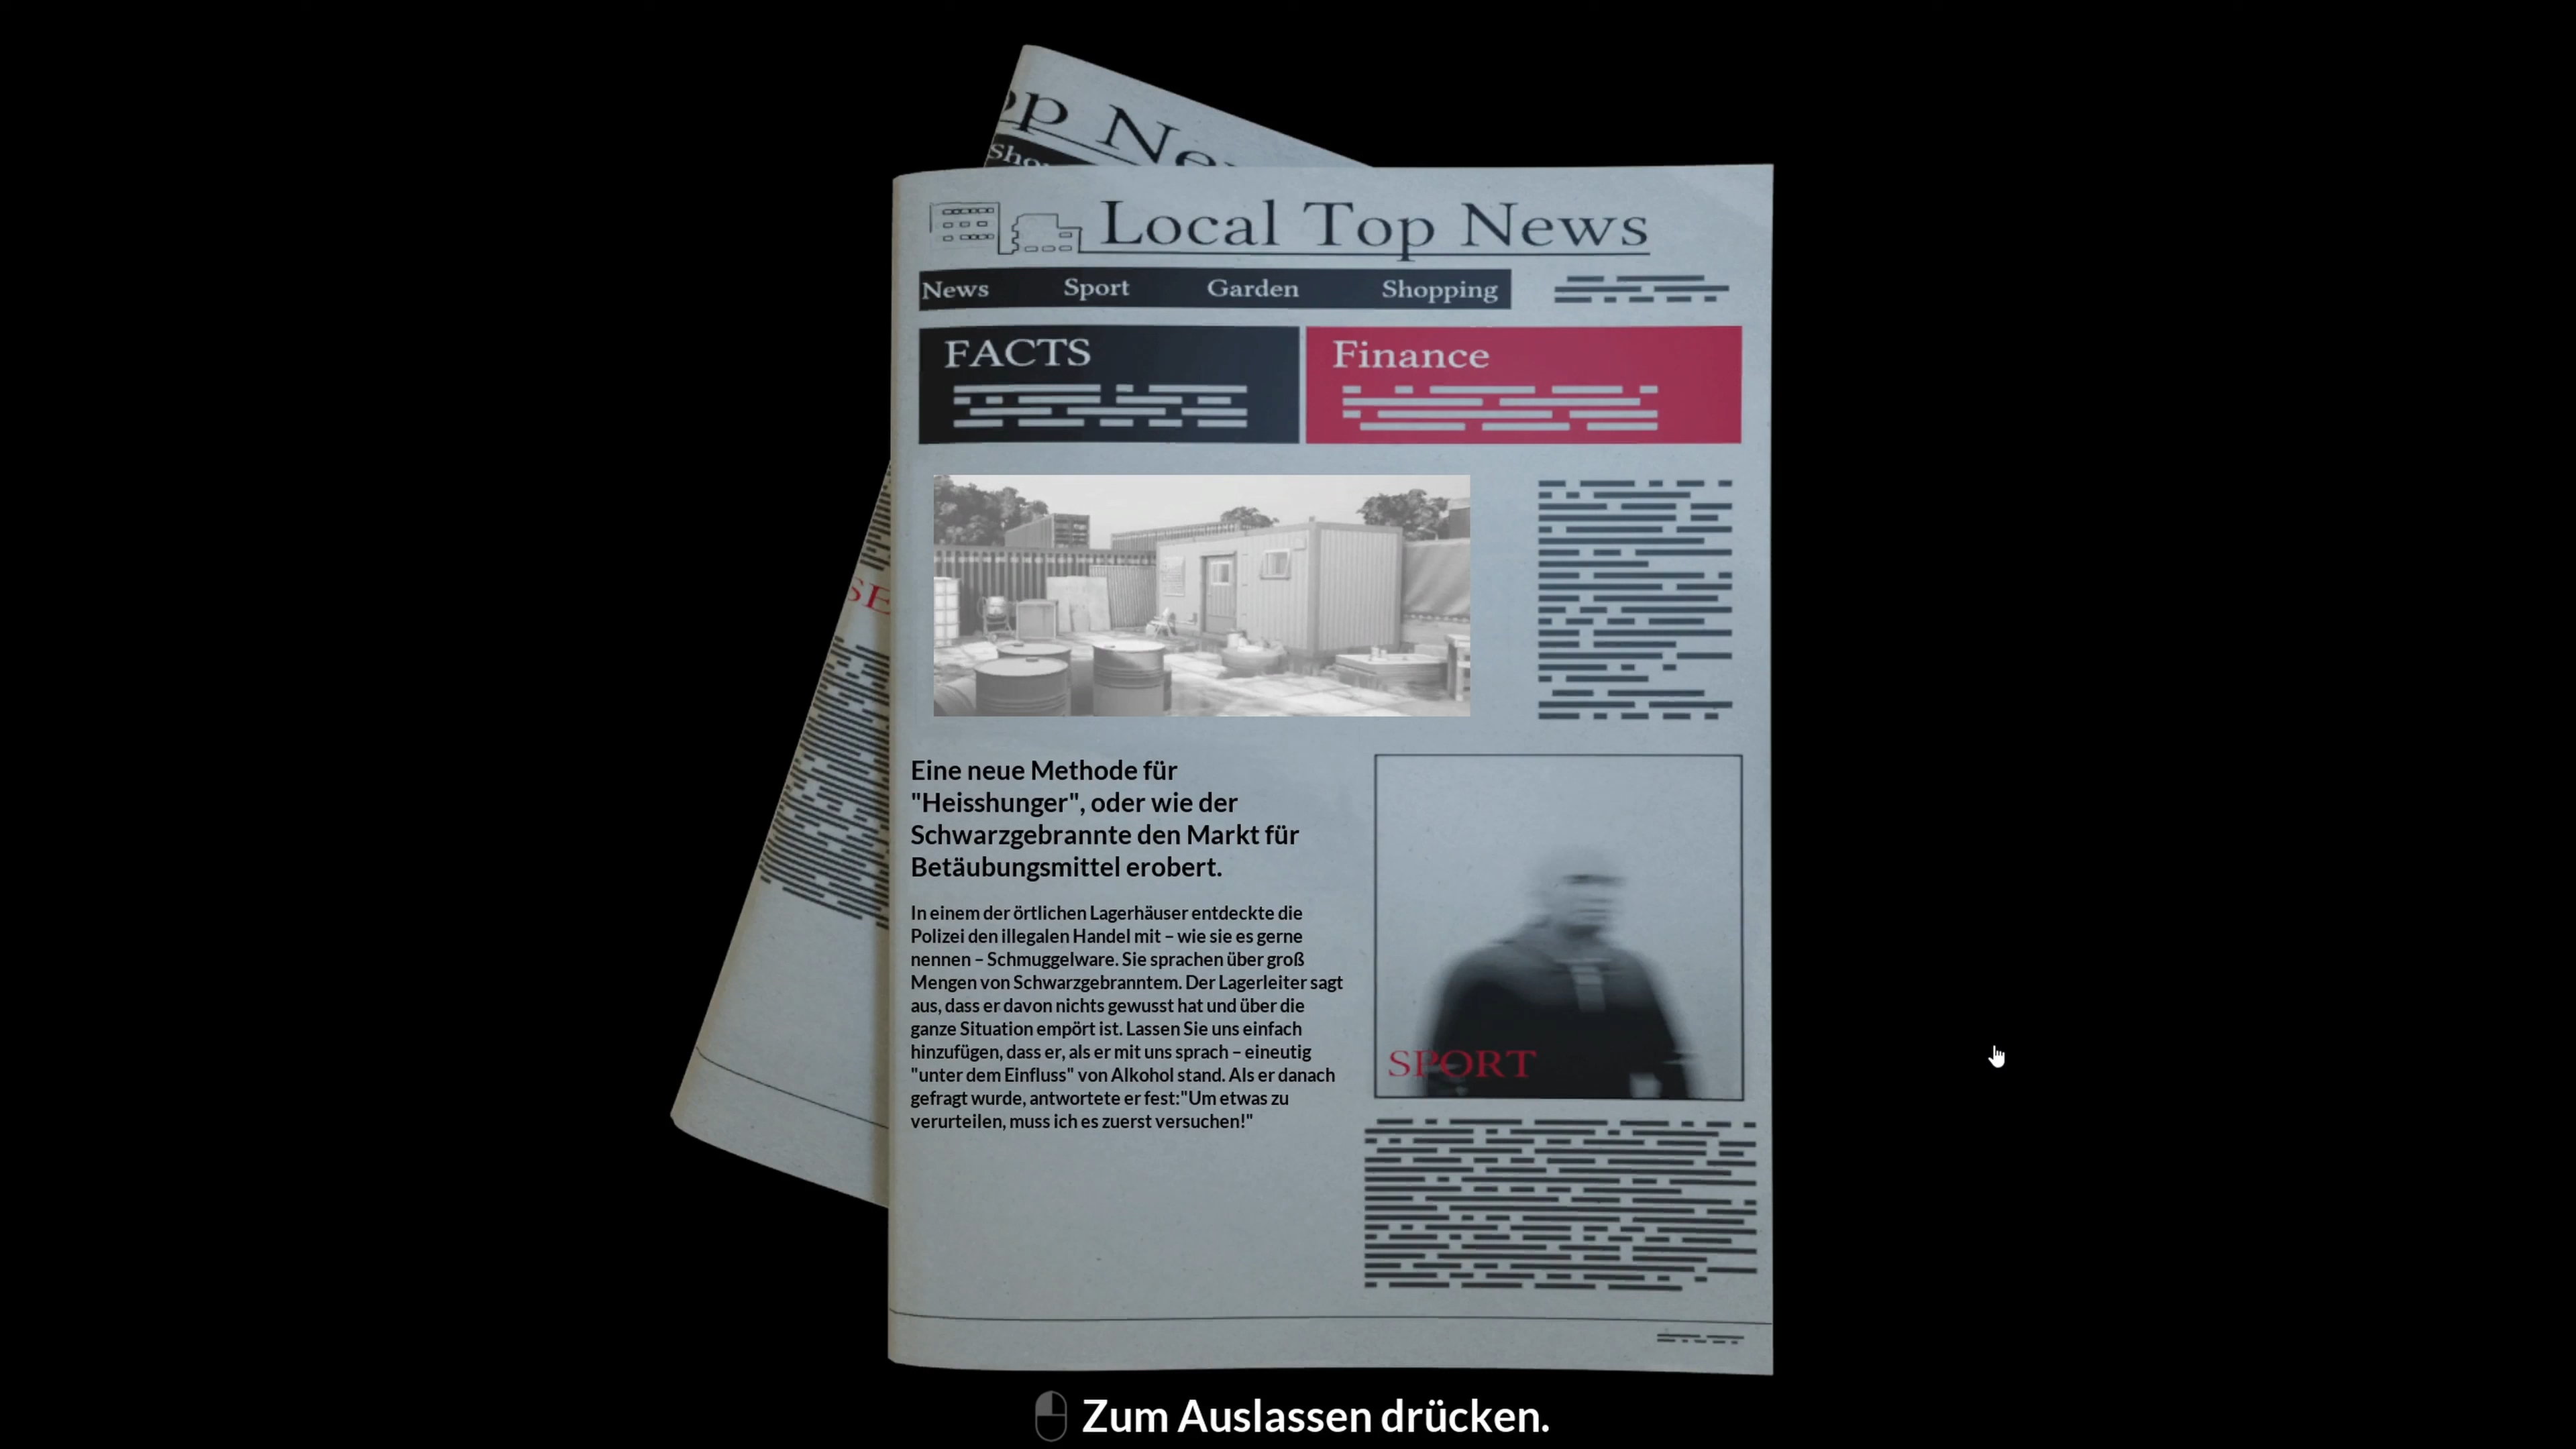 op Ne
Sho
Local Top News
News Sport Garden Shopping
FACTS
Finance
SE
Eine neue Methode für
"Heisshunger", oder wie der
Schwarzgebrannte den Markt für
Betäubungsmittel erobert.
In einem der örtlichen Lagerhäuser entdeckte die
Polizei den illegalen Handel mit – wie sie es gerne
nennen – Schmuggelware. Sie sprachen über groß
Mengen von Schwarzgebranntem. Der Lagerleiter sagt
aus, dass er davon nichts gewusst hat und über die
ganze Situation empört ist. Lassen Sie uns einfach
hinzufügen, dass er, als er mit uns sprach – eineutig
"unter dem Einfluss" von Alkohol stand. Als er danach
gefragt wurde, antwortete er fest:"Um etwas zu
verurteilen, muss ich es zuerst versuchen!"
SPORT
Zum Auslassen drücken.